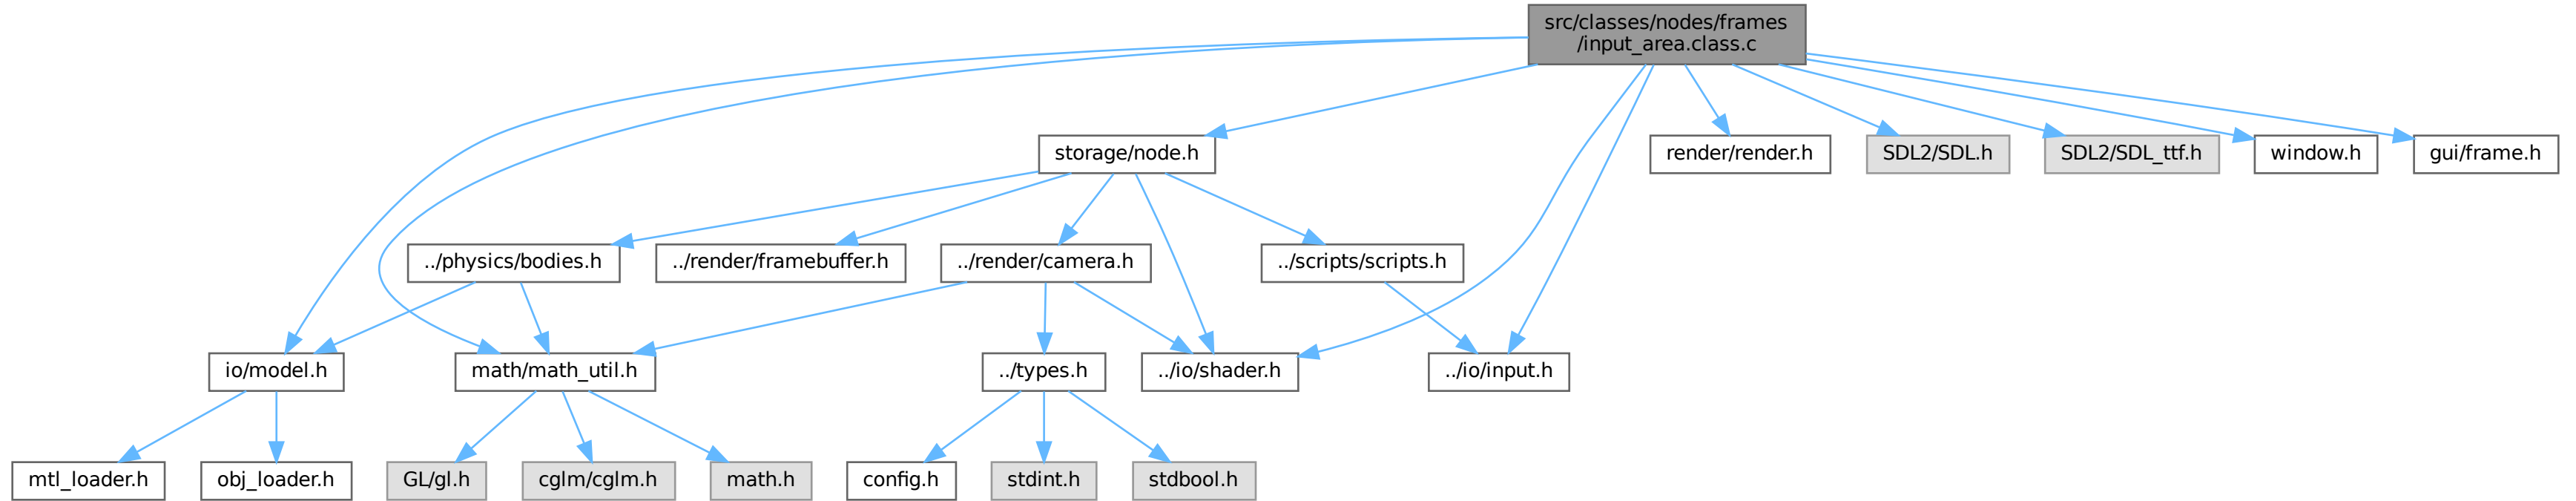 src/classes/nodes/frames
/input_area.class.c
storage/node.h
render/render.h
SDL2/SDL.h
SDL2/SDL_ttf.h
window.h
gui/frame.h
../physics/bodies.h
../render/framebuffer.h
../render/camera.h
../scripts/scripts.h
io/model.h
math/math_util.h
../types.h
../io/shader.h
../io/input.h
mtl_loader.h
obj_loader.h
GL/gl.h
cglm/cglm.h
math.h
config.h
stdint.h
stdbool.h